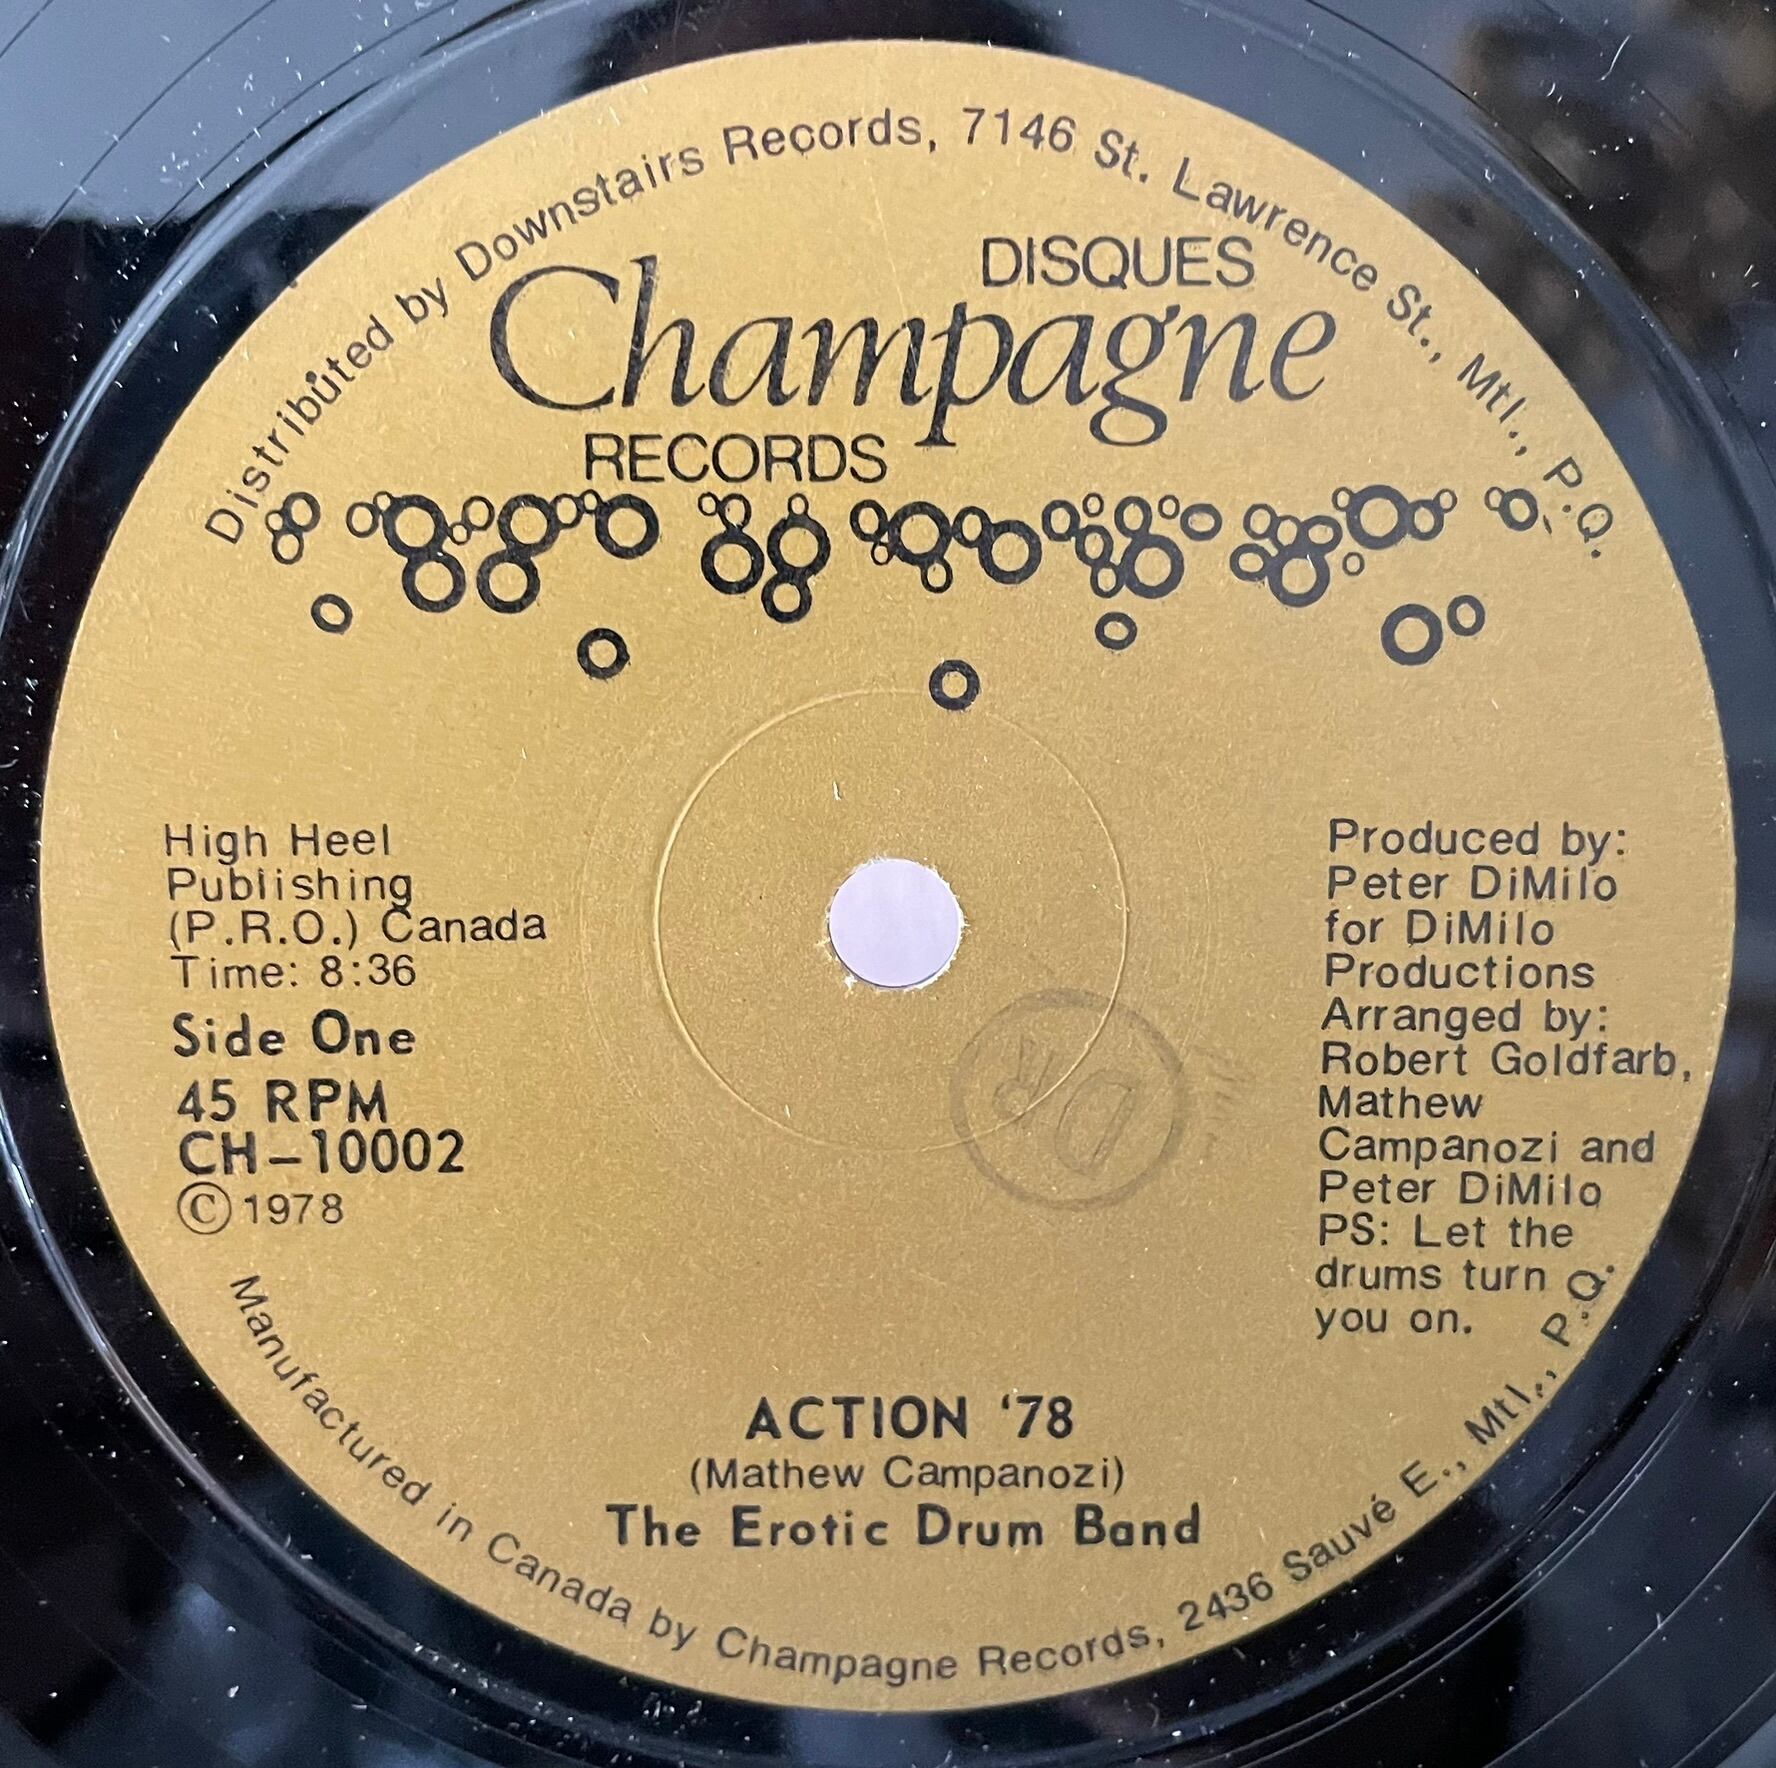 Distributed by Downstairs Records, 7146 St. Lawrence St., Mtl., P.Q.
DISQUES
Champagne
RECORDS
High Heel
Publishing
(P.R.O.) Canada
Time: 8:36
Side One
45 RPM
CH-10002
© 1978
Produced by:
Peter DiMilo
for DiMilo
Productions
Arranged by:
Robert Goldfarb,
Mathew
Campanozi and
Peter DiMilo
PS: Let the
drums turn
you on.
ACTION '78
(Mathew Campanozi)
The Erotic Drum Band
Manufactured in Canada by Champagne Records, 2436 Sauvé E., Mtl., P.Q.